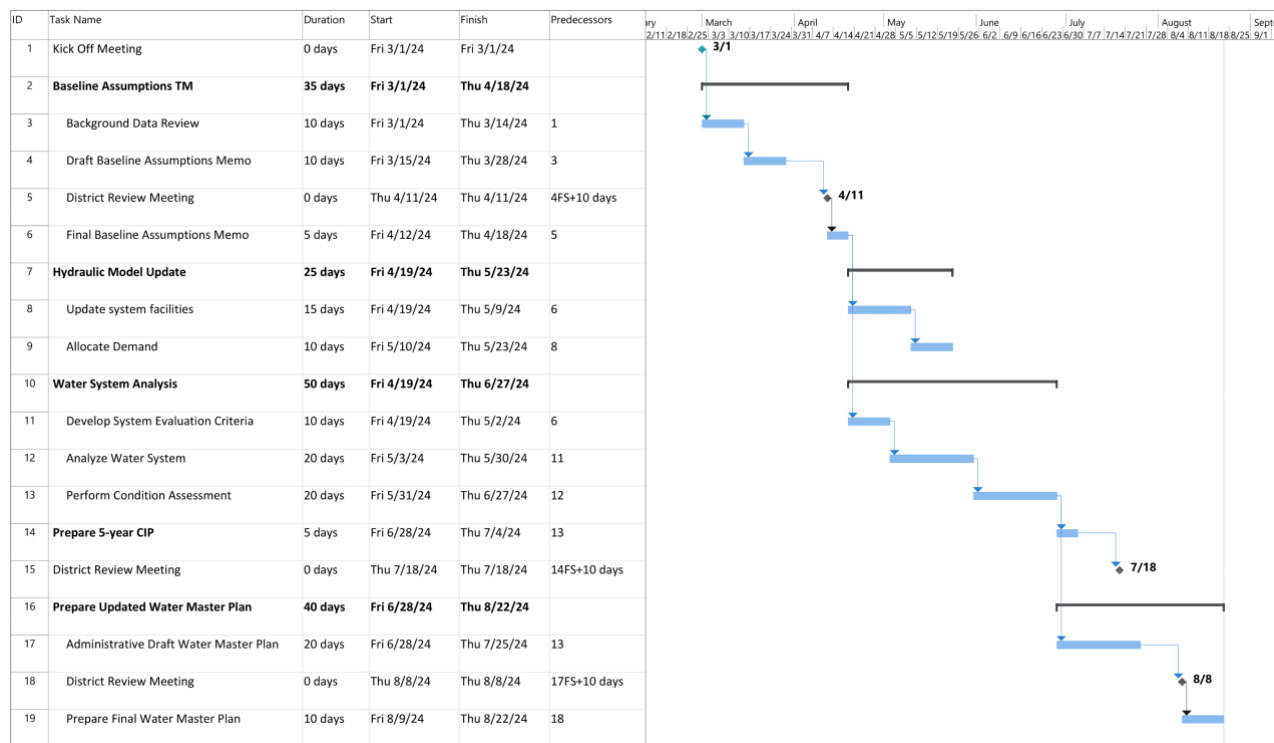 ID Task Name Duration Start Finish Predecessors
ry March April May June July August Septe
2/11 2/18 2/25 3/3 3/10 3/17 3/24 3/31 4/7 4/14 4/21 4/28 5/5 5/12 5/19 5/26 6/2 6/9 6/16 6/23 6/30 7/7 7/14 7/21 7/28 8/4 8/11 8/18 8/25 9/1
1 Kick Off Meeting 0 days Fri 3/1/24 Fri 3/1/24 3/1
2 Baseline Assumptions TM 35 days Fri 3/1/24 Thu 4/18/24
3 Background Data Review 10 days Fri 3/1/24 Thu 3/14/24 1
4 Draft Baseline Assumptions Memo 10 days Fri 3/15/24 Thu 3/28/24 3
5 District Review Meeting 0 days Thu 4/11/24 Thu 4/11/24 4FS+10 days 4/11
6 Final Baseline Assumptions Memo 5 days Fri 4/12/24 Thu 4/18/24 5
7 Hydraulic Model Update 25 days Fri 4/19/24 Thu 5/23/24
8 Update system facilities 15 days Fri 4/19/24 Thu 5/9/24 6
9 Allocate Demand 10 days Fri 5/10/24 Thu 5/23/24 8
10 Water System Analysis 50 days Fri 4/19/24 Thu 6/27/24
11 Develop System Evaluation Criteria 10 days Fri 4/19/24 Thu 5/2/24 6
12 Analyze Water System 20 days Fri 5/3/24 Thu 5/30/24 11
13 Perform Condition Assessment 20 days Fri 5/31/24 Thu 6/27/24 12
14 Prepare 5-year CIP 5 days Fri 6/28/24 Thu 7/4/24 13
15 District Review Meeting 0 days Thu 7/18/24 Thu 7/18/24 14FS+10 days 7/18
16 Prepare Updated Water Master Plan 40 days Fri 6/28/24 Thu 8/22/24
17 Administrative Draft Water Master Plan 20 days Fri 6/28/24 Thu 7/25/24 13
18 District Review Meeting 0 days Thu 8/8/24 Thu 8/8/24 17FS+10 days 8/8
19 Prepare Final Water Master Plan 10 days Fri 8/9/24 Thu 8/22/24 18